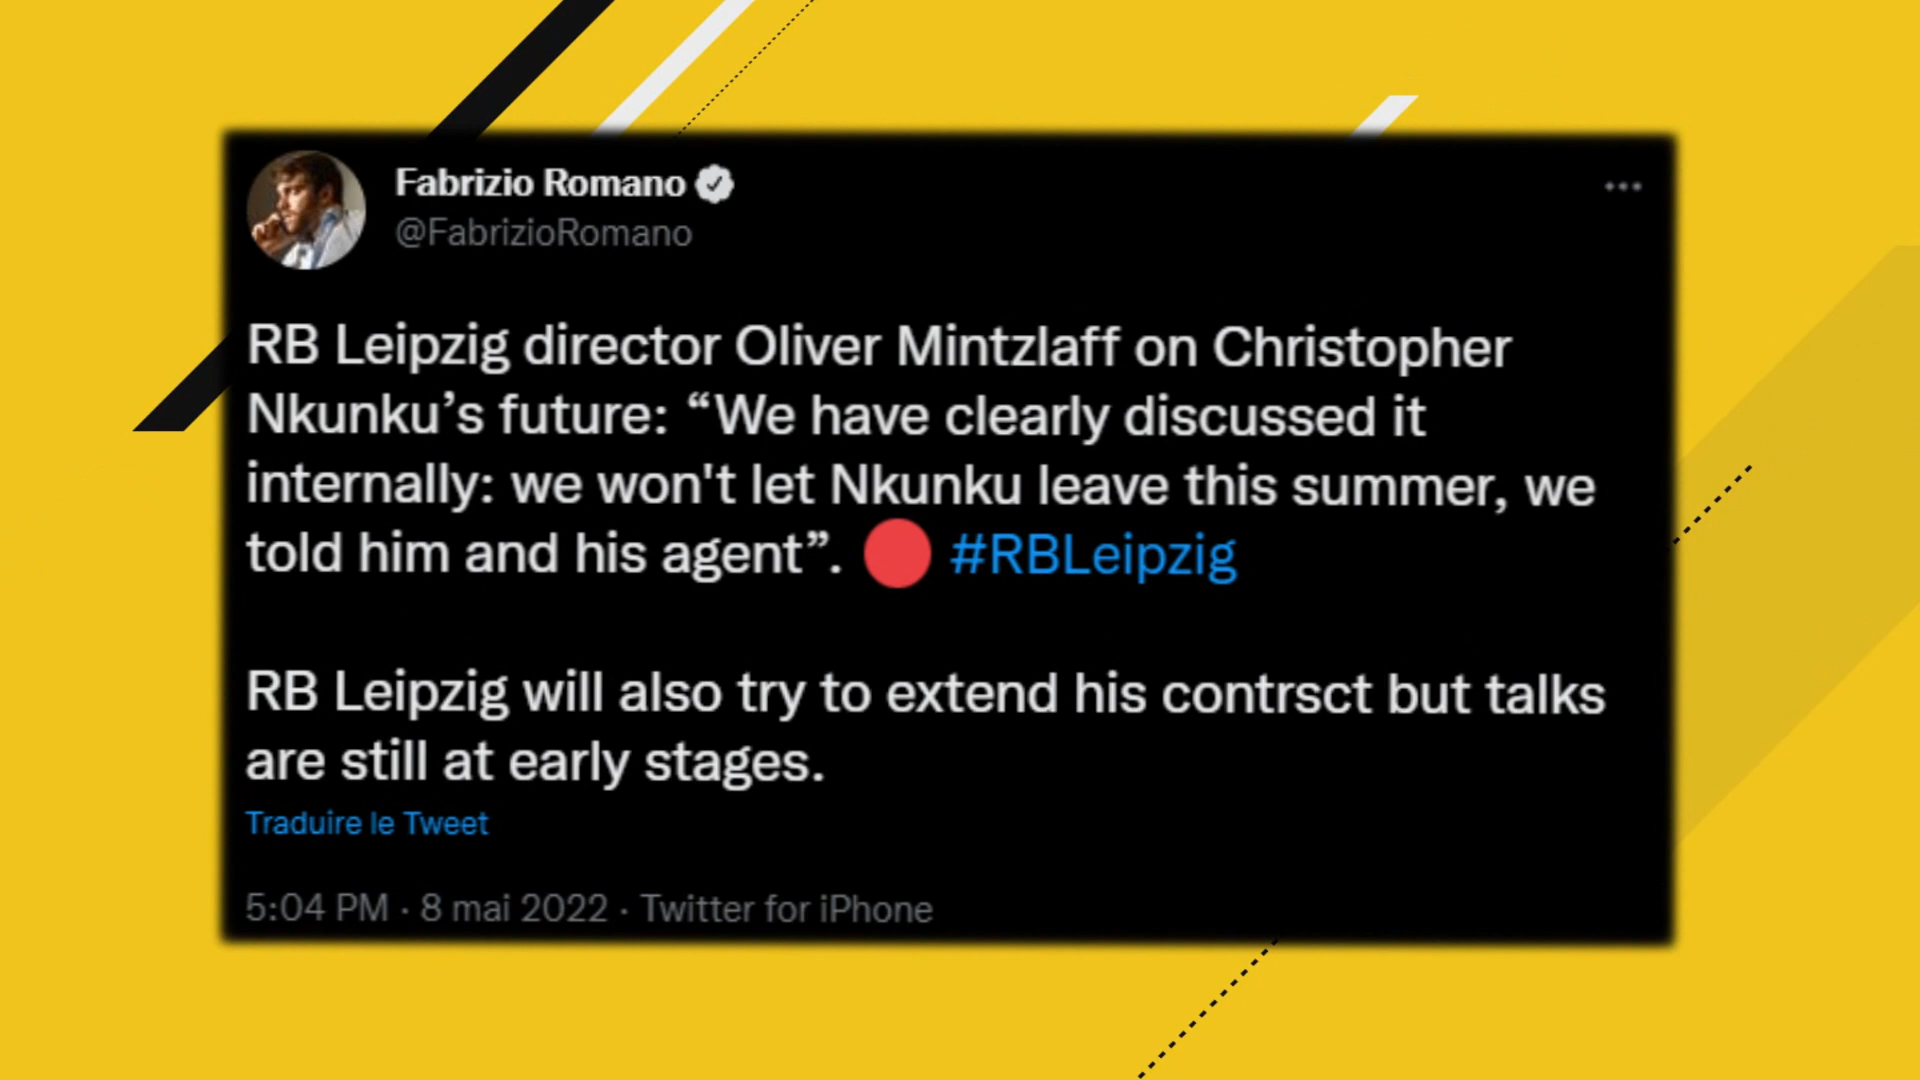 Fabrizio Romano
@FabrizioRomano
RB Leipzig director Oliver Mintzlaff on Christopher
Nkunku’s future: “We have clearly discussed it
internally: we won't let Nkunku leave this summer, we
told him and his agent”. 🔴 #RBLeipzig
RB Leipzig will also try to extend his contrsct but talks
are still at early stages.
Traduire le Tweet
5:04 PM · 8 mai 2022 · Twitter for iPhone